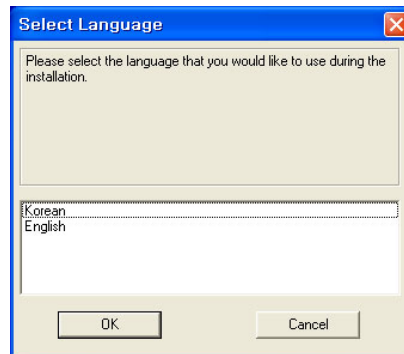 Select Language
Please select the language that you would like to use during the
installation.
Korean
English
OK
Cancel